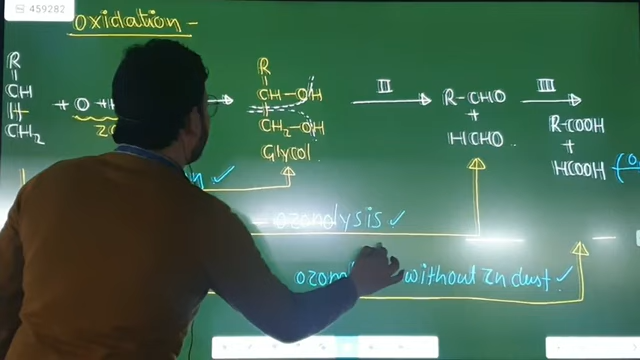 459282
oxidation -
R
CH
CH₂
+ O + H
R
CH-OH
CH₂-OH
Glycol
II
R-CHO
+
HCHO
III
R-COOH
+
HCOOH
- ozonolysis ✓
without Zn dust ✓